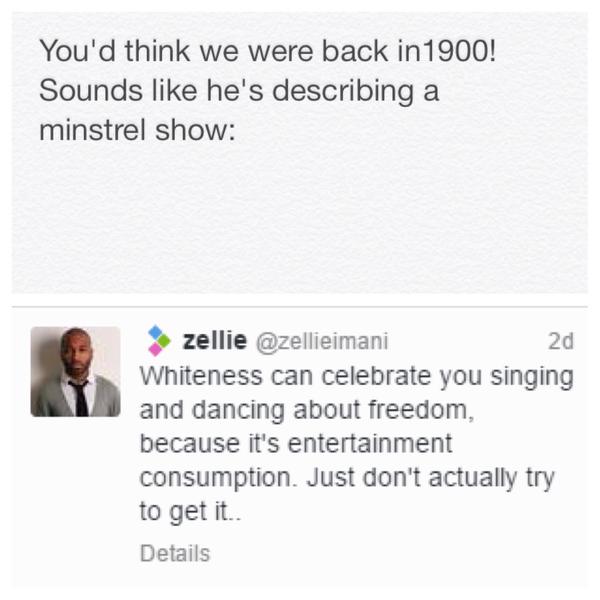 You'd think we were back in1900!
Sounds like he's describing a
minstrel show:
zellie @zellieimani 2d
Whiteness can celebrate you singing
and dancing about freedom,
because it's entertainment
consumption. Just don't actually try
to get it..
Details